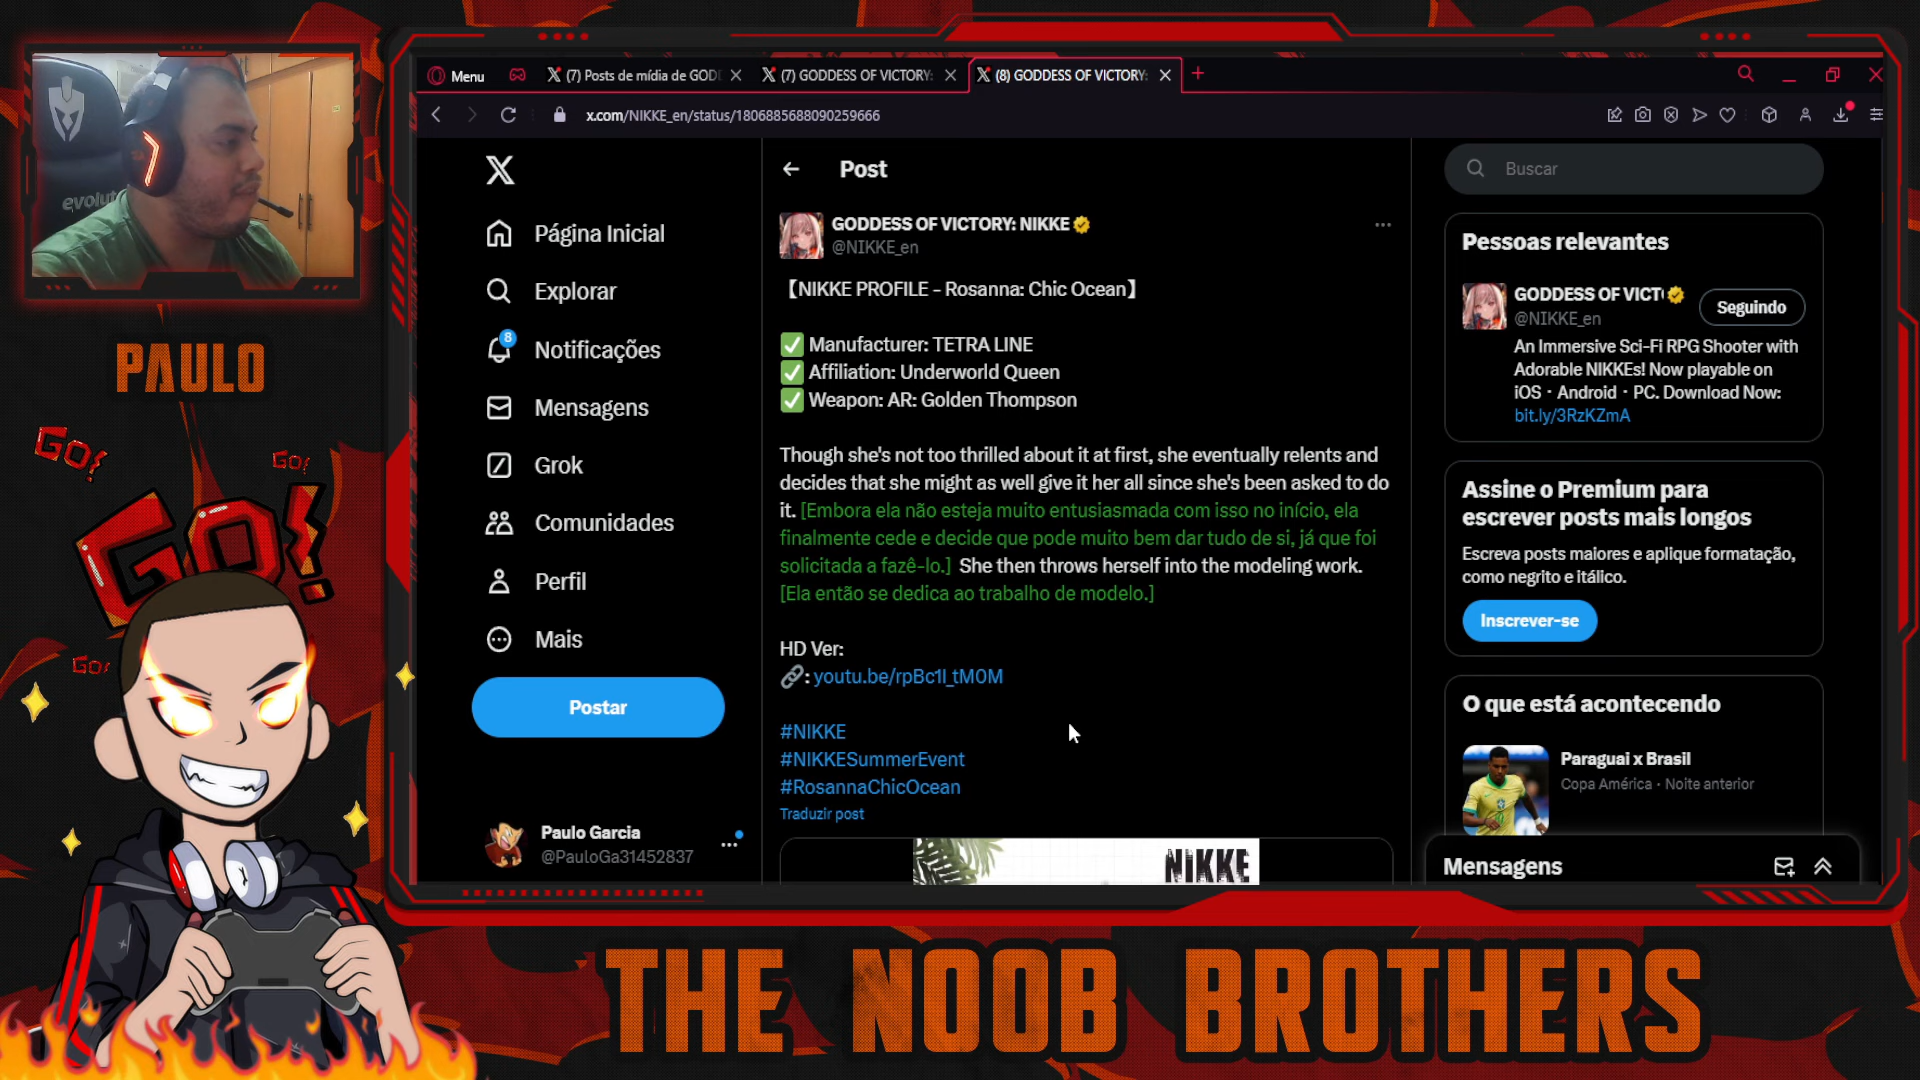 Menu
(7) Posts de mídia de GOD
(7) GODDESS OF VICTORY:
(8) GODDESS OF VICTORY:
x.com/NIKKE_en/status/1806885688090259666
evolut
PAULO
GO!
GO!
GO!
GO!
Página Inicial
Explorar
8
Notificações
Mensagens
Grok
Comunidades
Perfil
Mais
Postar
Paulo Garcia
@PauloGa31452837
Post
GODDESS OF VICTORY: NIKKE
@NIKKE_en
【NIKKE PROFILE - Rosanna: Chic Ocean】
Manufacturer: TETRA LINE
Affiliation: Underworld Queen
Weapon: AR: Golden Thompson
Though she's not too thrilled about it at first, she eventually relents and
decides that she might as well give it her all since she's been asked to do
it. [Embora ela não esteja muito entusiasmada com isso no início, ela
finalmente cede e decide que pode muito bem dar tudo de si, já que foi
solicitada a fazê-lo.] She then throws herself into the modeling work.
[Ela então se dedica ao trabalho de modelo.]
HD Ver:
: youtu.be/rpBc1l_tM0M
#NIKKE
#NIKKESummerEvent
#RosannaChicOcean
Traduzir post
NIKKE
Buscar
Pessoas relevantes
GODDESS OF VICT
@NIKKE_en
Seguindo
An Immersive Sci-Fi RPG Shooter with
Adorable NIKKEs! Now playable on
iOS · Android · PC. Download Now:
bit.ly/3RzKZmA
Assine o Premium para
escrever posts mais longos
Escreva posts maiores e aplique formatação,
como negrito e itálico.
Inscrever-se
O que está acontecendo
Paraguai x Brasil
Copa América · Noite anterior
Mensagens
THE NOOB BROTHERS